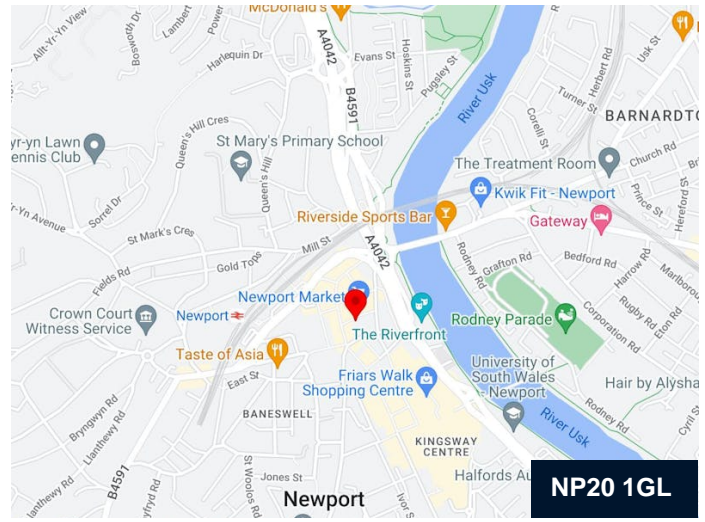 McDonald's
Allt-Yr-Yn View
Bosworth Dr
Lambert
Power
Harlequin Dr
A4042
B4591
Evans St
Hoskins St
Pugsley St
River Usk
Usk St
Herbert Rd
Turner St
BARNARDTO
Corelli St
Church Rd
yr-yn Lawn
ennis Club
Queen's Hill Cres
St Mary's Primary School
Queen's Hill
The Treatment Room
Kwik Fit - Newport
Prince St
Hereford S
Sorrel Dr
-yn Avenue
Riverside Sports Bar
Gateway
St Mark's Cres
Mill St
A4042
Gold Tops
Fields Rd
Rodney Rd
Grafton Rd
Bedford Rd
Harrow Rd
Marlborou
Newport Market
Crown Court
Witness Service
Newport
The Riverfront
Rodney Parade
Corporation Rd
Rugby Rd
Eton Rd
Taste of Asia
East St
Friars Walk
Shopping Centre
University of
South Wales
- Newport
Hair by Alysha
BANESWELL
Bryngwyn Rd
Llanthewy Rd
B4591
River Usk
Rodney Rd
Cyril St
KINGSWAY
CENTRE
Jones St
St Woolos Rd
Halfords Au
lanthewy Rd
yfryd Rd
Newport
Ivor S
NP20 1GL